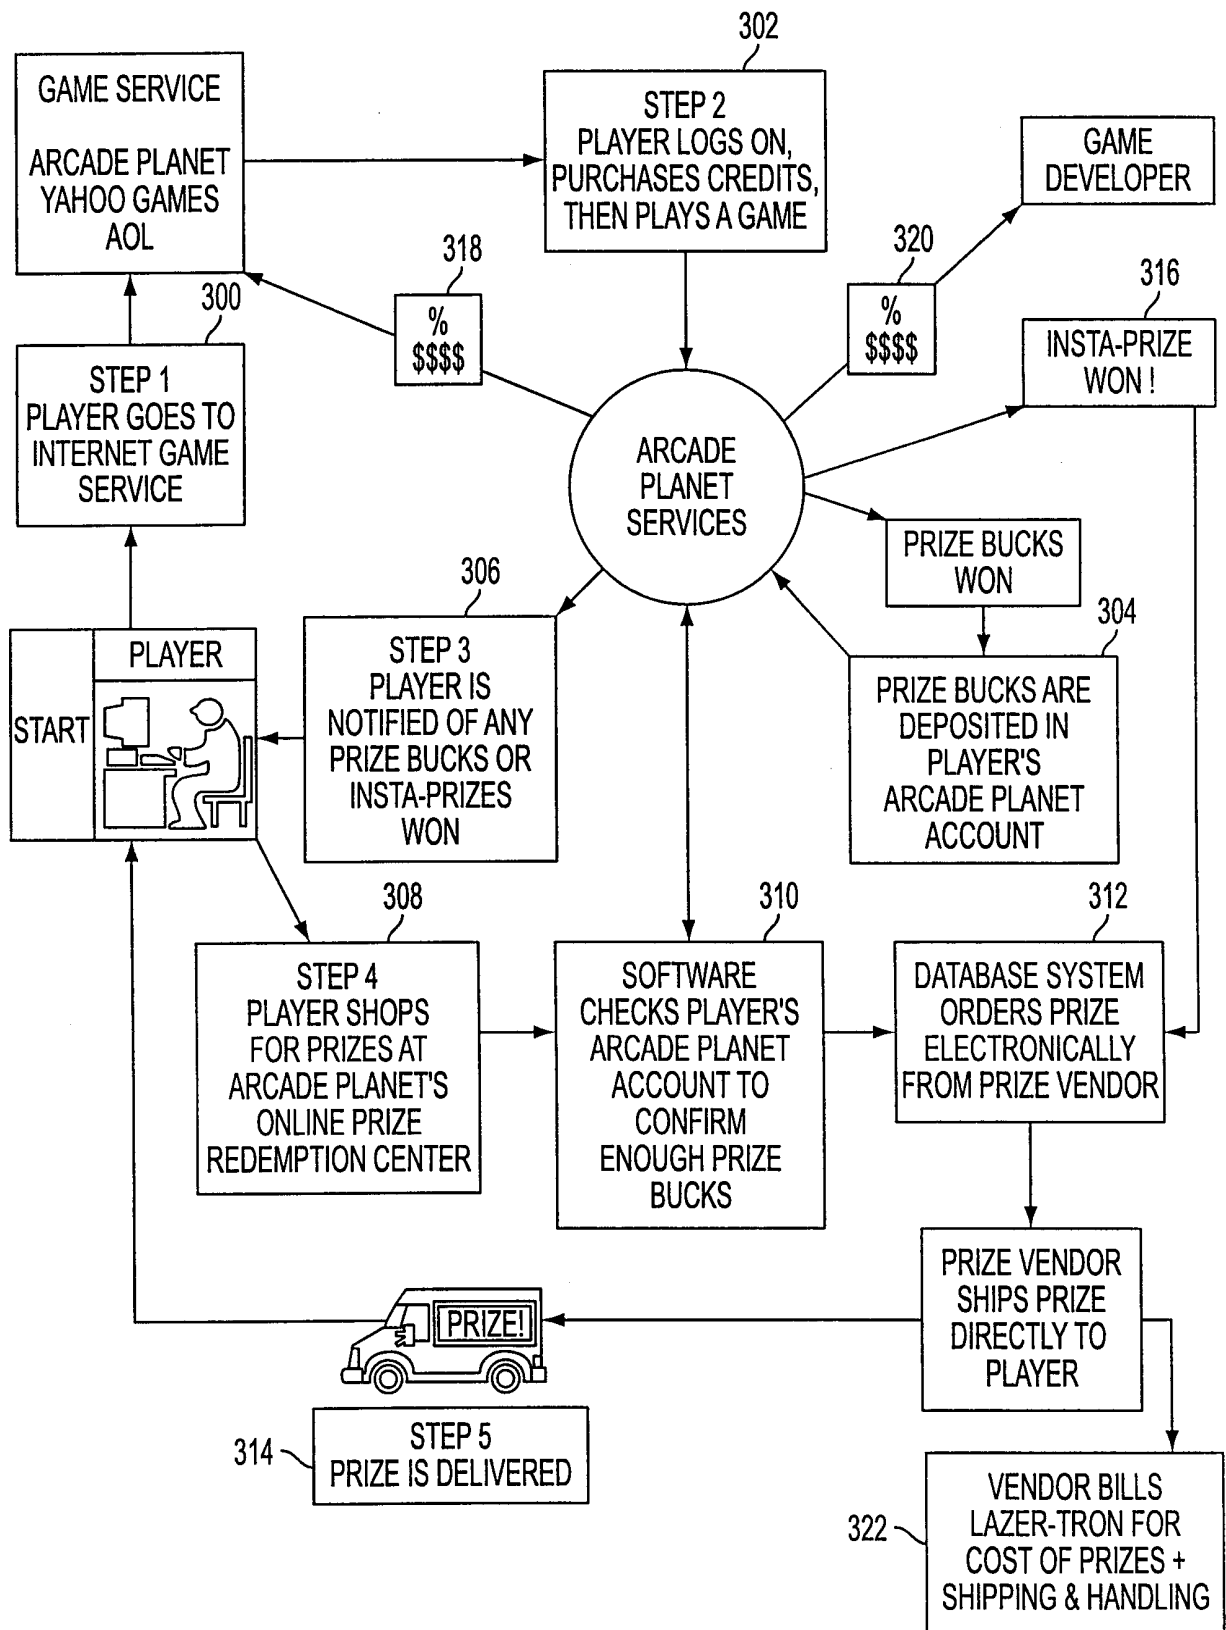 302
GAME SERVICE
ARCADE PLANET
YAHOO GAMES
AOL
STEP 2
PLAYER LOGS ON,
PURCHASES CREDITS,
THEN PLAYS A GAME
GAME
DEVELOPER
318
%
$$$$
320
%
$$$$
316
INSTA-PRIZE
WON !
300
STEP 1
PLAYER GOES TO
INTERNET GAME
SERVICE
ARCADE
PLANET
SERVICES
PRIZE BUCKS
WON
304
PRIZE BUCKS ARE
DEPOSITED IN
PLAYER'S
ARCADE PLANET
ACCOUNT
306
STEP 3
PLAYER IS
NOTIFIED OF ANY
PRIZE BUCKS OR
INSTA-PRIZES
WON
START
PLAYER
308
STEP 4
PLAYER SHOPS
FOR PRIZES AT
ARCADE PLANET'S
ONLINE PRIZE
REDEMPTION CENTER
310
SOFTWARE
CHECKS PLAYER'S
ARCADE PLANET
ACCOUNT TO
CONFIRM
ENOUGH PRIZE
BUCKS
312
DATABASE SYSTEM
ORDERS PRIZE
ELECTRONICALLY
FROM PRIZE VENDOR
PRIZE VENDOR
SHIPS PRIZE
DIRECTLY TO
PLAYER
PRIZE!
314
STEP 5
PRIZE IS DELIVERED
322
VENDOR BILLS
LAZER-TRON FOR
COST OF PRIZES +
SHIPPING & HANDLING